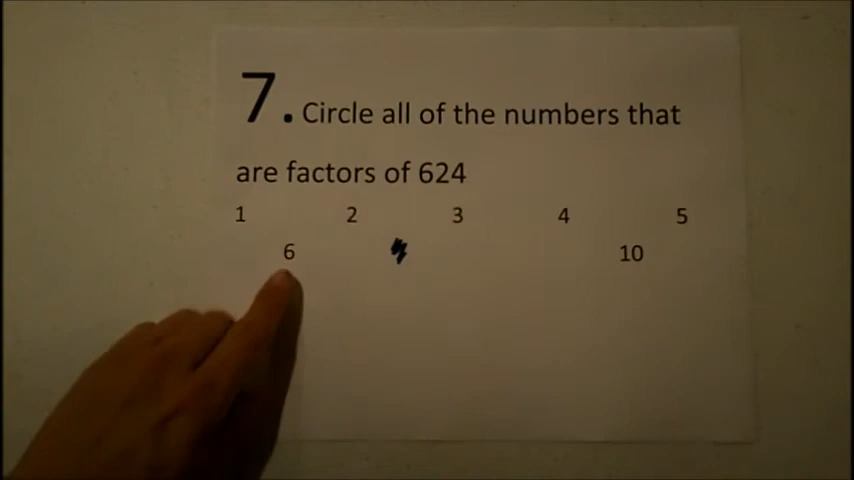 7. Circle all of the numbers that
are factors of 624
1 2 3 4 5
6 10